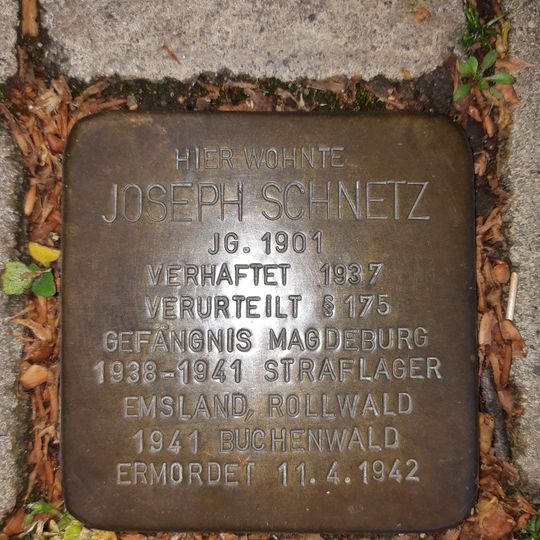 HIER WOHNTE
JOSEPH SCHNETZ
JG. 1901
VERHAFTET 1937
VERURTEILT § 175
GEFÄNGNIS MAGDEBURG
1938-1941 STRAFLAGER
EMSLAND, ROLLWALD
1941 BUCHENWALD
ERMORDET 11.4.1942